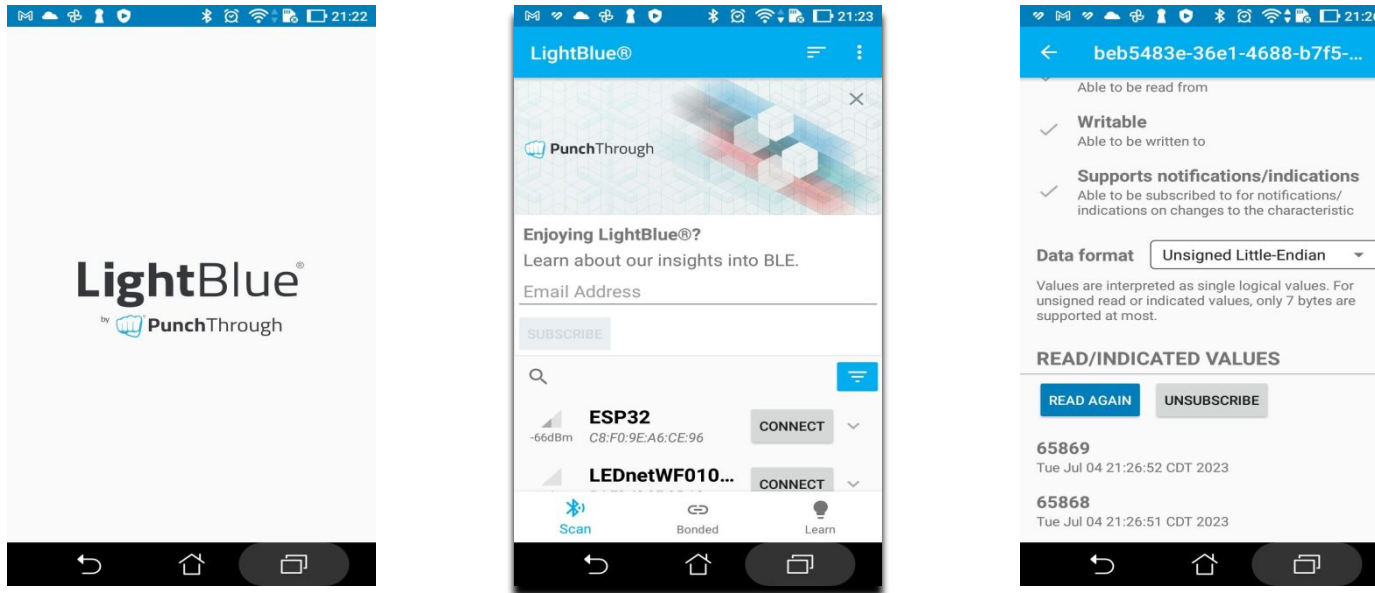 21:22
LightBlue®
by PunchThrough
21:23
LightBlue®
PunchThrough
Enjoying LightBlue®?
Learn about our insights into BLE.
Email Address
SUBSCRIBE
ESP32
CONNECT
-66dBm C8:F0:9E:A6:CE:96
LEDnetWF010...
CONNECT
Scan
Bonded
Learn
beb5483e-36e1-4688-b7f5-...
Able to be read from
Writable
Able to be written to
Supports notifications/indications
Able to be subscribed to for notifications/
indications on changes to the characteristic
Data format Unsigned Little-Endian
Values are interpreted as single logical values. For
unsigned read or indicated values, only 7 bytes are
supported at most.
READ/INDICATED VALUES
READ AGAIN UNSUBSCRIBE
65869
Tue Jul 04 21:26:52 CDT 2023
65868
Tue Jul 04 21:26:51 CDT 2023